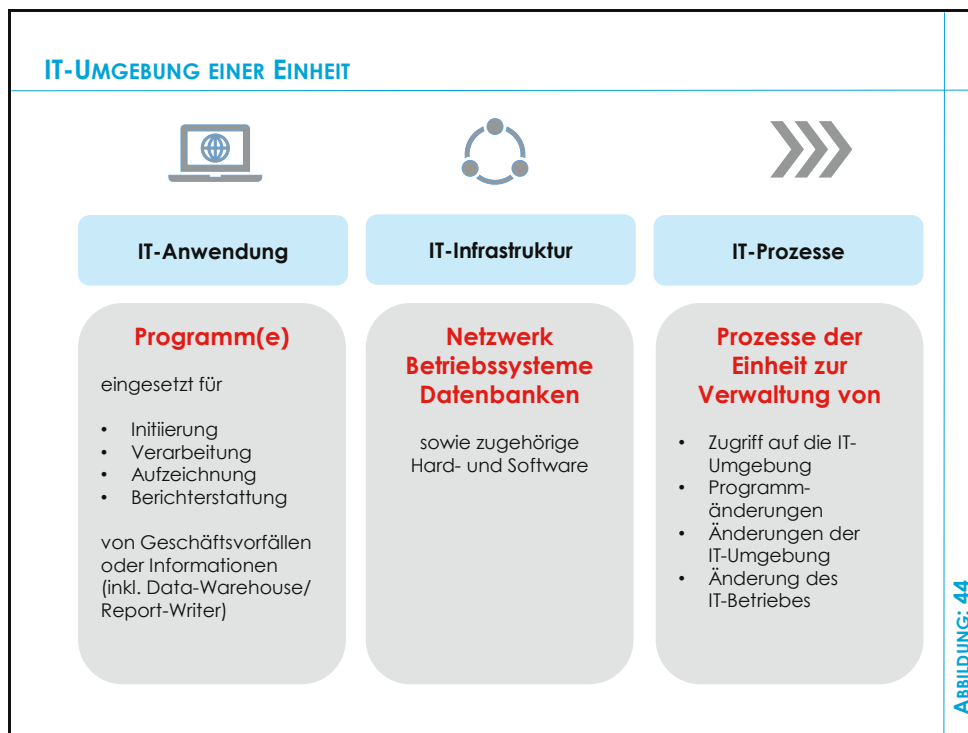 IT-UMGEBUNG EINER EINHEIT
IT-Anwendung
Programm(e)
eingesetzt für
• Initiierung
• Verarbeitung
• Aufzeichnung
• Berichterstattung
von Geschäftsvorfällen
oder Informationen
(inkl. Data-Warehouse/
Report-Writer)
IT-Infrastruktur
Netzwerk
Betriebssysteme
Datenbanken
sowie zugehörige
Hard- und Software
IT-Prozesse
Prozesse der
Einheit zur
Verwaltung von
• Zugriff auf die IT-
Umgebung
• Programm-
änderungen
• Änderungen der
IT-Umgebung
• Änderung des
IT-Betriebes
ABBILDUNG: 44